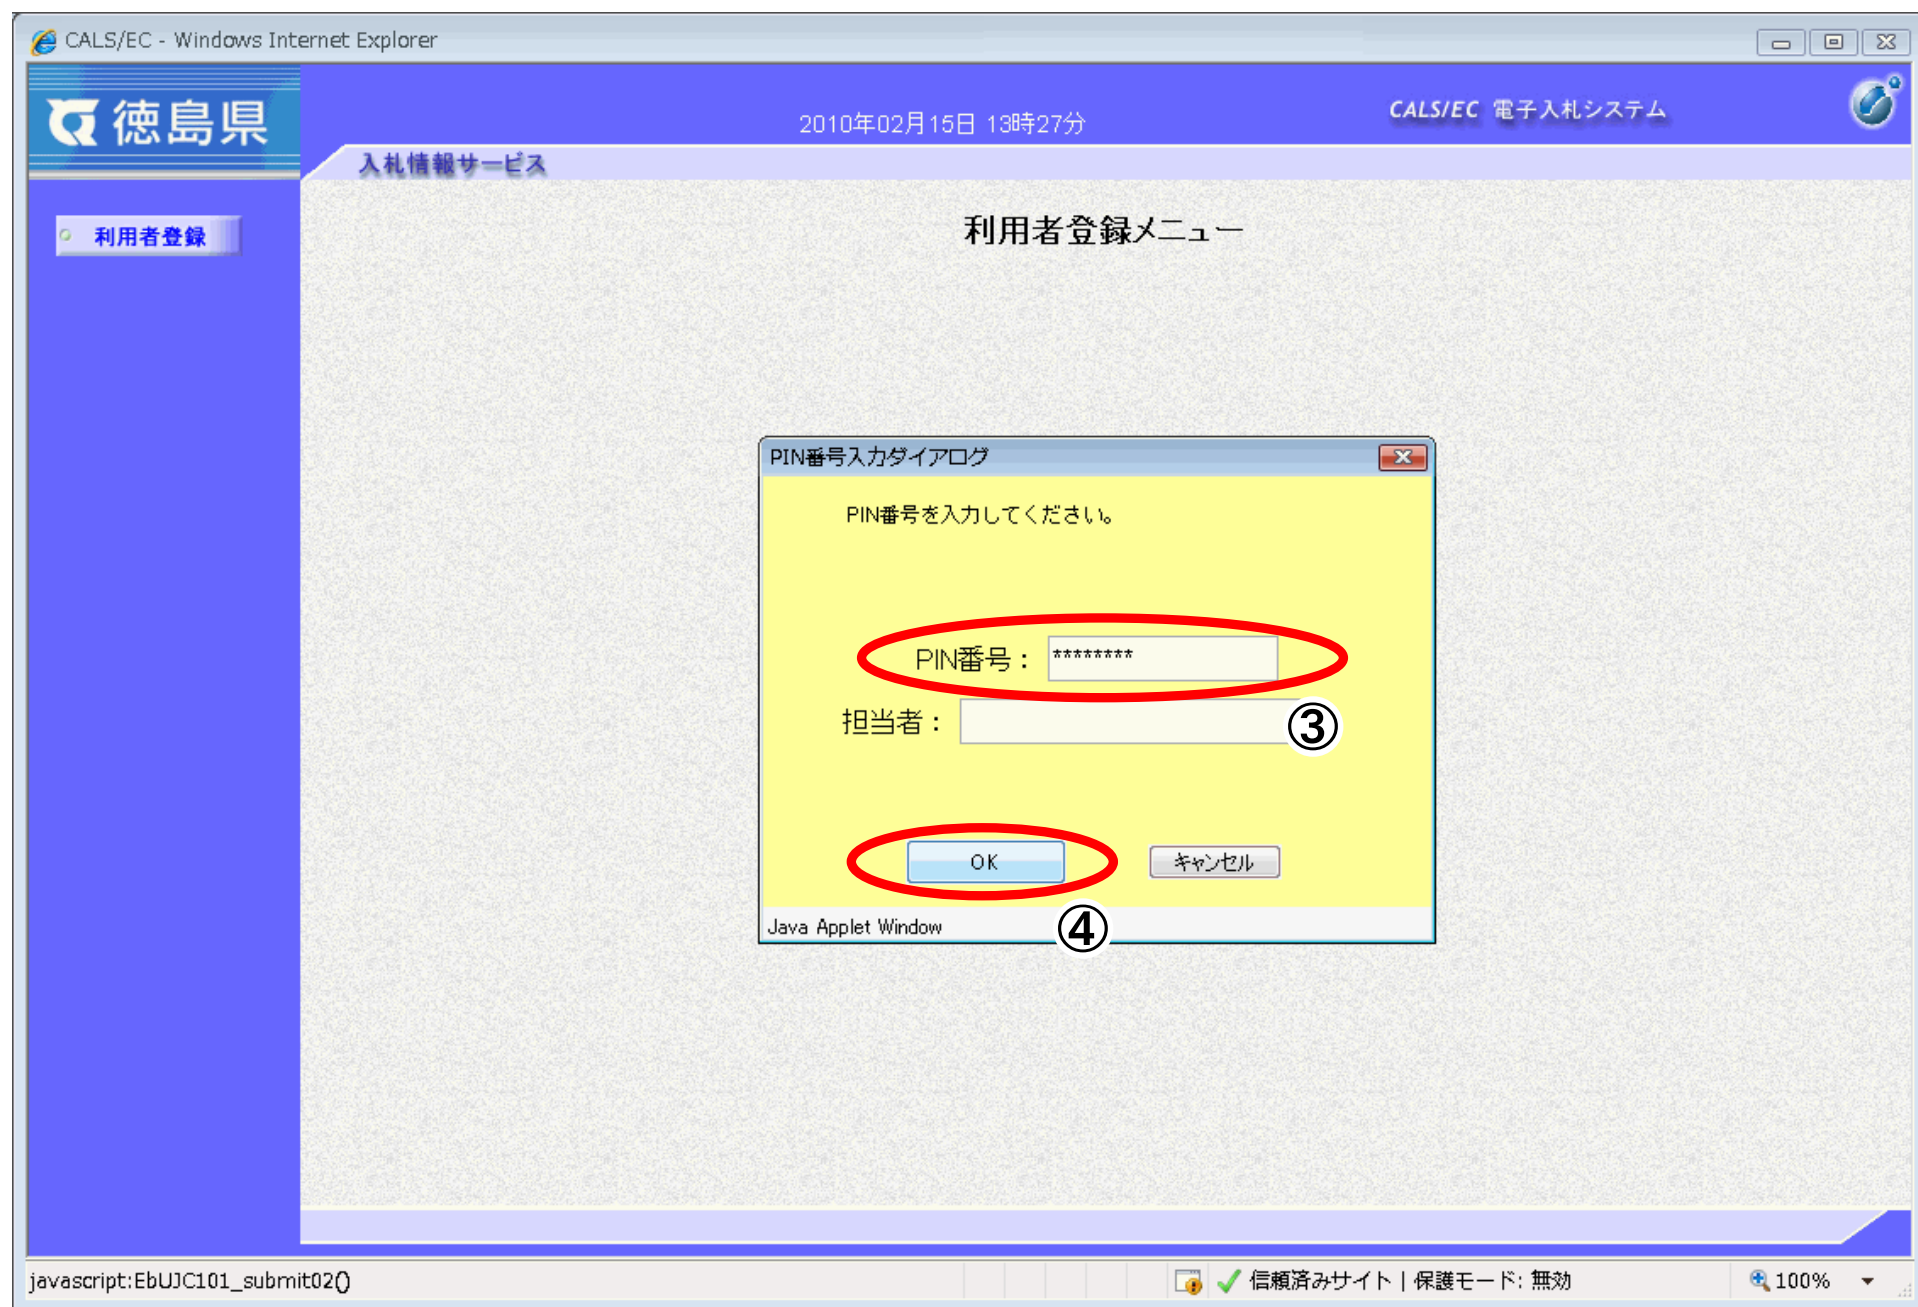 CALS/EC - Windows Internet Explorer
徳島県
2010年02月15日 13時27分
CALS/EC 電子入札システム
入札情報サービス
利用者登録
利用者登録メニュー
PIN番号入力ダイアログ
PIN番号を入力してください。
PIN番号： ********
担当者：
③
OK
キャンセル
④
Java Applet Window
javascript:EbUJC101_submit02()
信頼済みサイト | 保護モード: 無効
100%